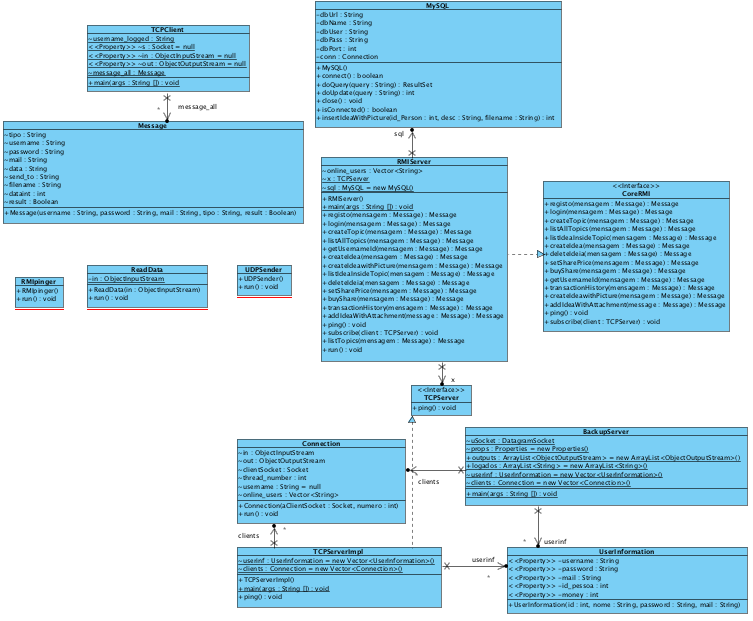 TCPClient
~username_logged : String
<<Property>> ~s : Socket = null
<<Property>> ~in : ObjectInputStream = null
<<Property>> ~out : ObjectOutputStream = null
~message_all : Message
+main(args : String []) : void
*
message_all
Message
~tipo : String
~username : String
~password : String
~mail : String
~data : String
~send_to : String
~filename : String
~dataint : int
~result : Boolean
+Message(username : String, password : String, mail : String, tipo : String, result : Boolean)
MySQL
-dbUrl : String
-dbName : String
-dbUser : String
-dbPass : String
-dbPort : int
-conn : Connection
+MySQL()
+connect() : boolean
+doQuery(query : String) : ResultSet
+doUpdate(query : String) : int
+close() : void
+isConnected() : boolean
+insertIdeaWithPicture(id_Person : int, desc : String, filename : String) : int
sql
RMIServer
~online_users : Vector<String>
~x : TCPServer
~sql : MySQL = new MySQL()
+RMIServer()
+main(args : String []) : void
+registo(mensagem : Message) : Message
+login(mensagem : Message) : Message
+createTopic(mensagem : Message) : Message
+listAllTopics(mensagem : Message) : Message
+getUsernameId(mensagem : Message) : Message
+createIdea(mensagem : Message) : Message
+createIdeawithPicture(mensagem : Message) : Message
+listIdeaInsideTopic(mensagem : Message) : Message
+deleteIdeia(mensagem : Message) : Message
+setSharePrice(mensagem : Message) : Message
+buyShare(mensagem : Message) : Message
+transactionHistory(mensagem : Message) : Message
+addIdeaWithAttachment(message : Message) : Message
+ping() : void
+subscribe(client : TCPServer) : void
+listTopics(mensagem : Message) : Message
+run() : void
<<Interface>>
CoreRMI
+registo(mensagem : Message) : Message
+login(mensagem : Message) : Message
+createTopic(mensagem : Message) : Message
+listAllTopics(mensagem : Message) : Message
+listIdeaInsideTopic(mensagem : Message) : Message
+createIdea(mensagem : Message) : Message
+deleteIdeia(mensagem : Message) : Message
+setSharePrice(mensagem : Message) : Message
+buyShare(mensagem : Message) : Message
+getUsernameId(mensagem : Message) : Message
+transactionHistory(mensagem : Message) : Message
+createIdeawithPicture(mensagem : Message) : Message
+addIdeaWithAttachment(mensagem : Message) : Message
+ping() : void
+subscribe(client : TCPServer) : void
RMIpinger
+RMIpinger()
+run() : void
ReadData
~in : ObjectInputStream
+ReadData(in : ObjectInputStream)
+run() : void
UDPSender
+UDPSender()
+run() : void
x
<<Interface>>
TCPServer
+ping() : void
Connection
~in : ObjectInputStream
~out : ObjectOutputStream
~clientSocket : Socket
~thread_number : int
~username : String = null
~online_users : Vector<String>
+Connection(aClientSocket : Socket, numero : int)
+run() : void
BackupServer
~uSocket : DatagramSocket
~props : Properties = new Properties()
+outputs : ArrayList<ObjectOutputStream> = new ArrayList<ObjectOutputStream>()
+logados : ArrayList<String> = new ArrayList<String>()
~userinf : UserInformation = new Vector<UserInformation>()
~clients : Connection = new Vector<Connection>()
+main(args : String []) : void
*
clients
clients
*
*
userinf
TCPServerImpl
~userinf : UserInformation = new Vector<UserInformation>()
~clients : Connection = new Vector<Connection>()
+TCPServerImpl()
+main(args : String []) : void
+ping() : void
userinf
*
UserInformation
<<Property>> ~username : String
<<Property>> ~password : String
<<Property>> ~mail : String
<<Property>> ~id_pessoa : int
<<Property>> ~money : int
+UserInformation(id : int, nome : String, password : String, mail : String)